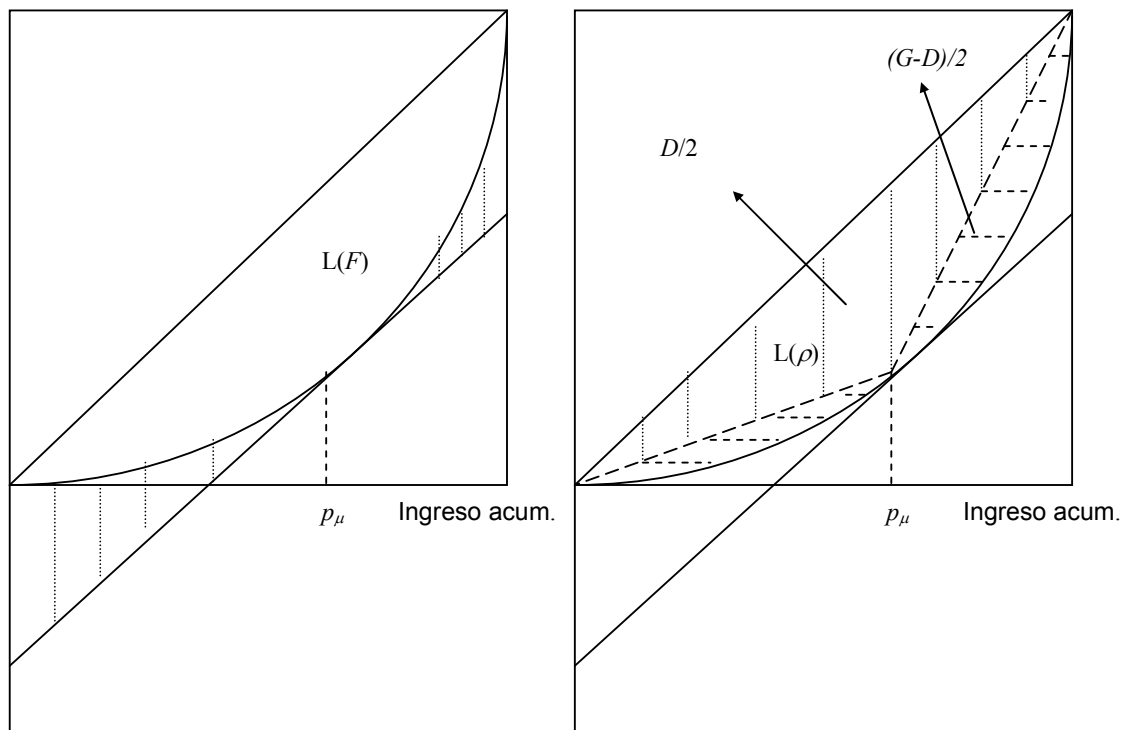 L(F)
p_μ Ingreso acum.
(G-D)/2
D/2
L(ρ)
p_μ Ingreso acum.